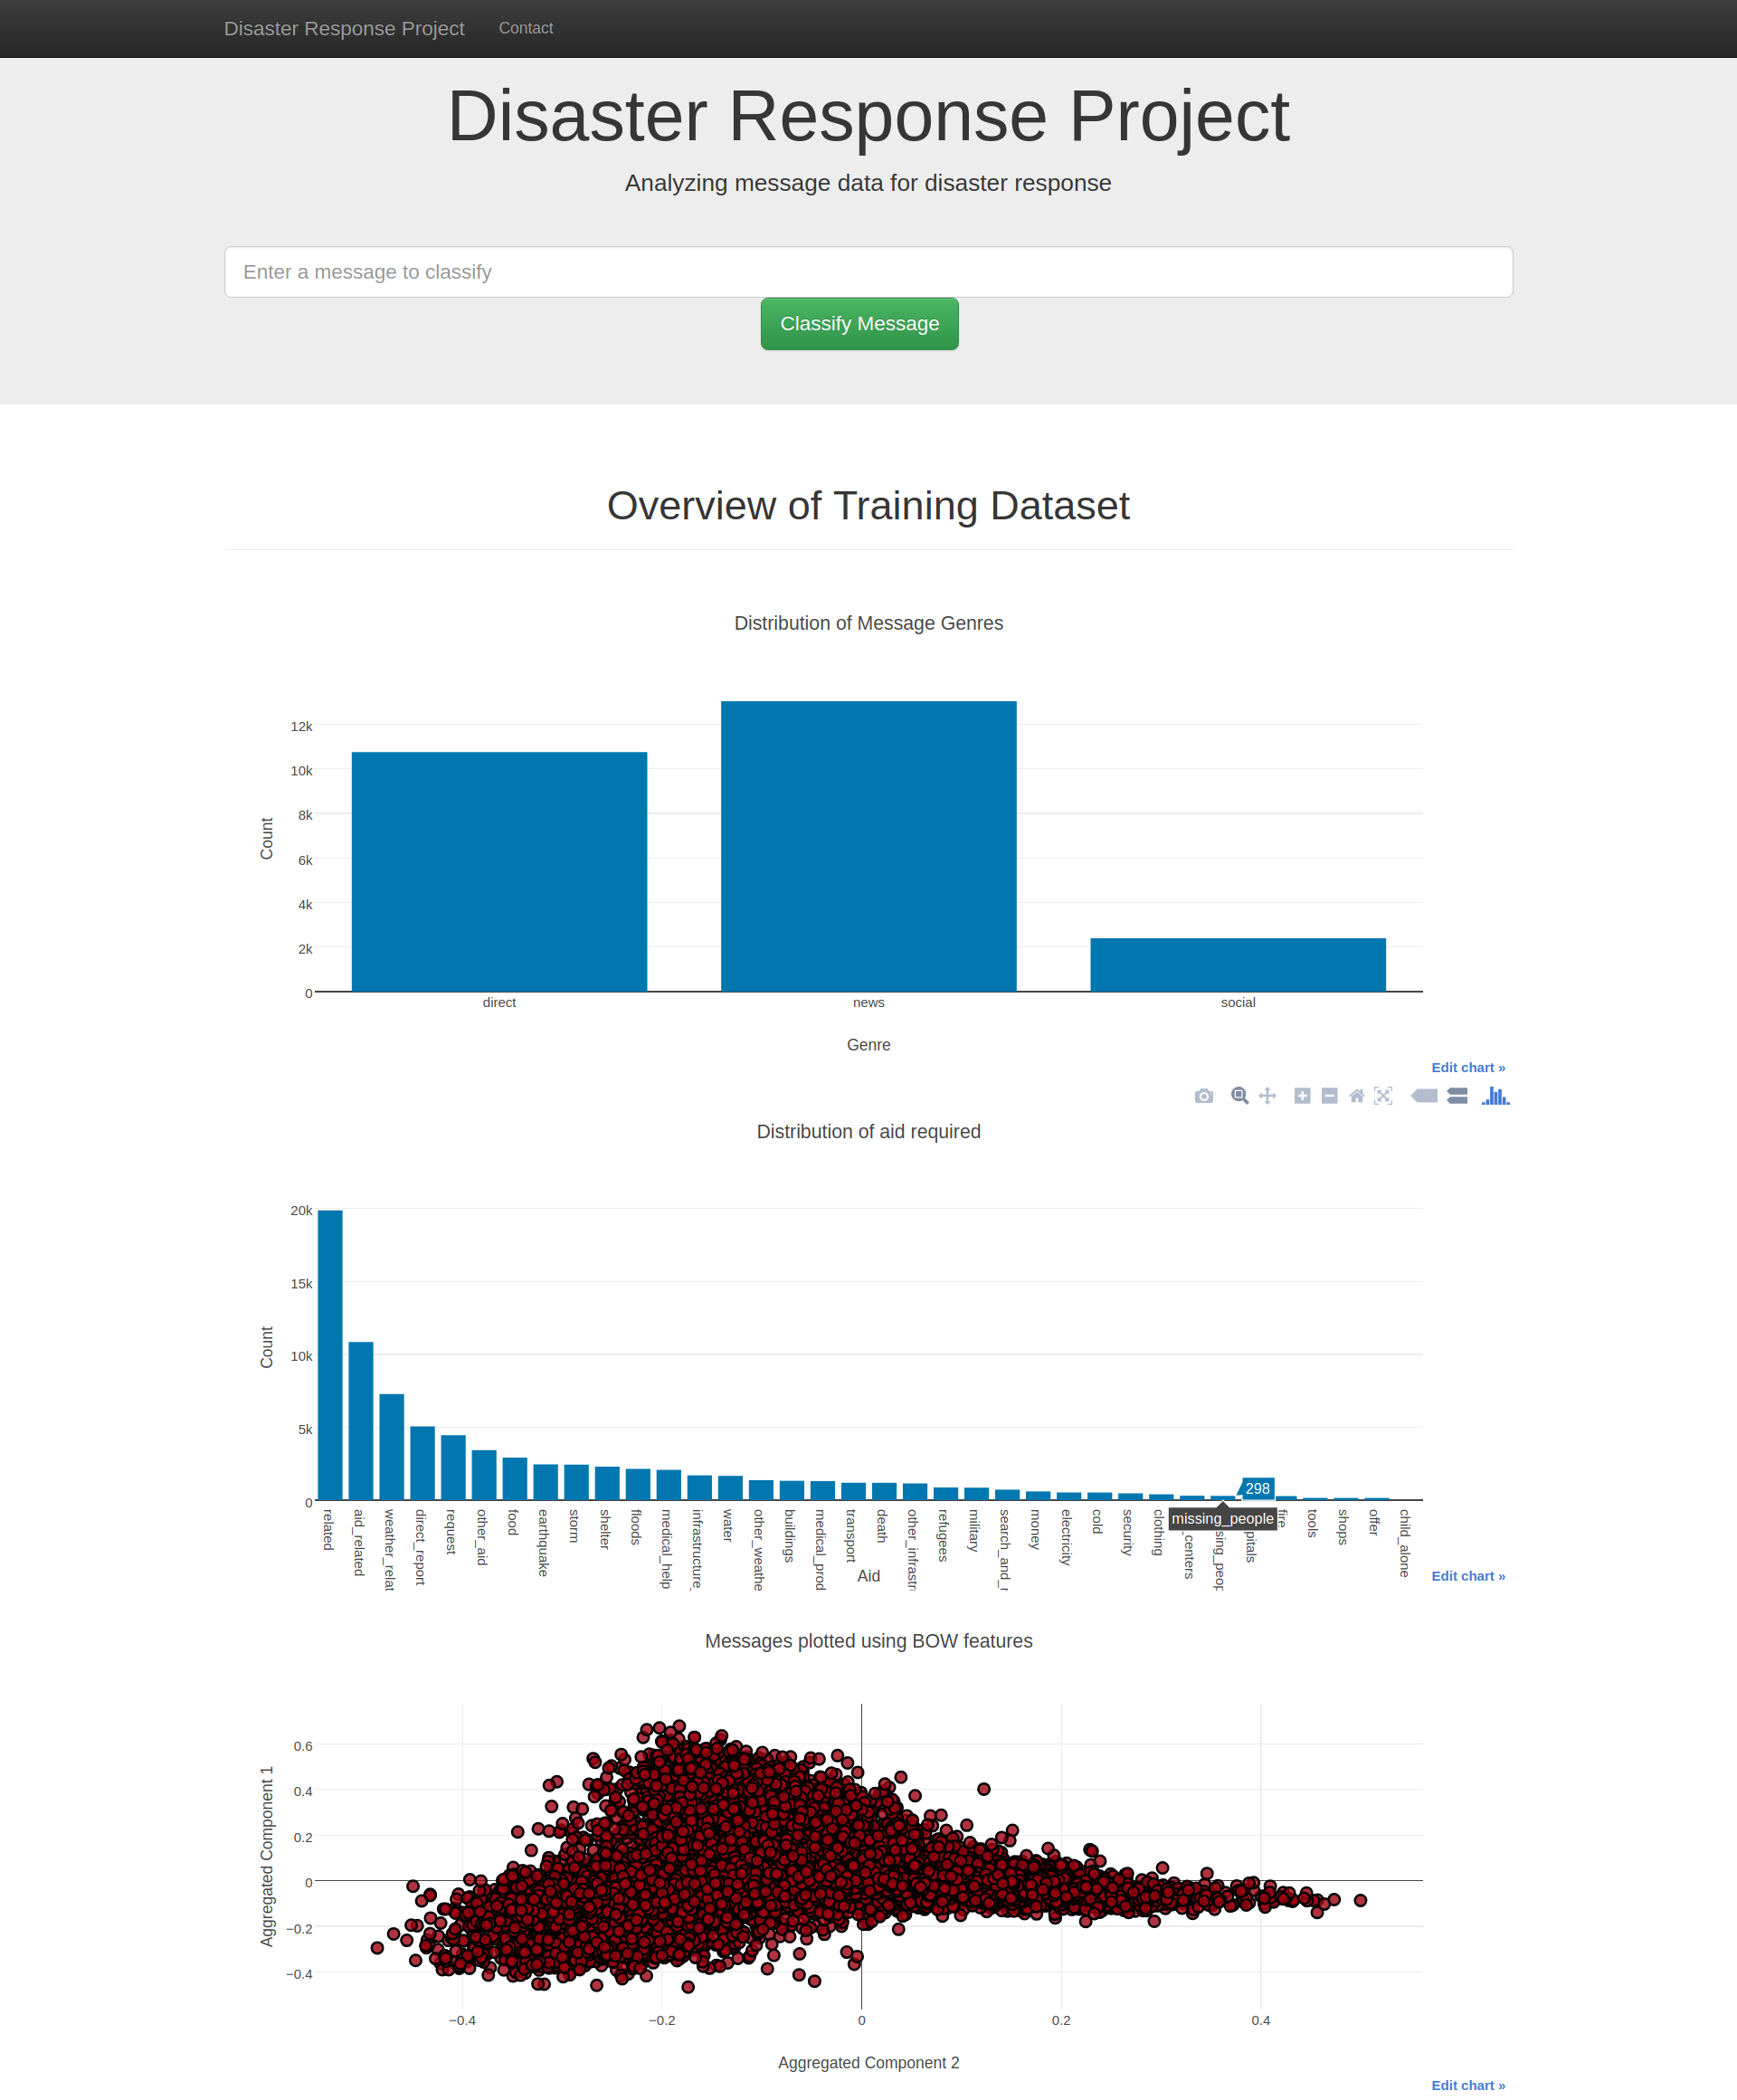 Disaster Response Project Contact
Disaster Response Project
Analyzing message data for disaster response
Enter a message to classify
Classify Message
Overview of Training Dataset
Distribution of Message Genres
12k
10k
8k
6k
4k
2k
0
Count
direct news social
Genre
Edit chart »
Distribution of aid required
20k
15k
10k
5k
0
Count
298
missing_people
related
aid_related
weather_relat
direct_report
request
other_aid
food
earthquake
storm
shelter
floods
medical_help
infrastructure_
water
other_weathe
buildings
medical_prod
transport
death
other_infrastr
refugees
military
search_and_r
money
electricity
cold
security
clothing
_centers
sing_peop
pitals
fire
tools
shops
offer
child_alone
Aid
Edit chart »
Messages plotted using BOW features
0.6
0.4
0.2
0
−0.2
−0.4
Aggregated Component 1
−0.4 −0.2 0 0.2 0.4
Aggregated Component 2
Edit chart »